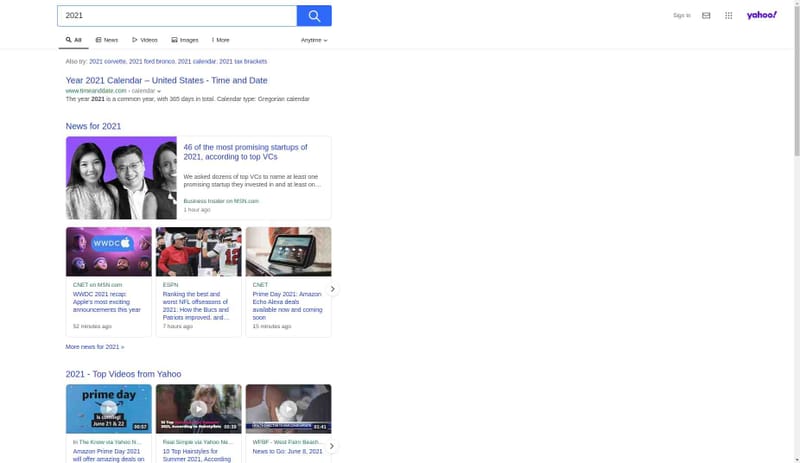 2021
Sign In
yahoo!
All
News
Videos
Images
More
Anytime
Also try: 2021 corvette, 2021 ford bronco, 2021 calendar, 2021 tax brackets
Year 2021 Calendar – United States - Time and Date
www.timeanddate.com › calendar
The year 2021 is a common year, with 365 days in total. Calendar type: Gregorian calendar
News for 2021
46 of the most promising startups of
2021, according to top VCs
We asked dozens of top VCs to name at least one
promising startup they invested in and at least on…
Business Insider on MSN.com
1 hour ago
WWDC
CNET on MSN.com
WWDC 2021 recap:
Apple's most exciting
announcements this year
52 minutes ago
12
ESPN
Ranking the best and
worst NFL offseasons of
2021: How the Bucs and
Patriots improved, and…
7 hours ago
CNET
Prime Day 2021: Amazon
Echo Alexa deals
available now and coming
soon
15 minutes ago
More news for 2021 »
2021 - Top Videos from Yahoo
prime day
is coming!
June 21 & 22
00:57
In The Know via Yahoo N…
Amazon Prime Day 2021
will offer amazing deals on
10 Top
2021, According to Hairstylists
00:39
Real Simple via Yahoo Ne…
10 Top Hairstyles for
Summer 2021, According
01:41
WFBF - West Palm Beach…
News to Go: June 8, 2021